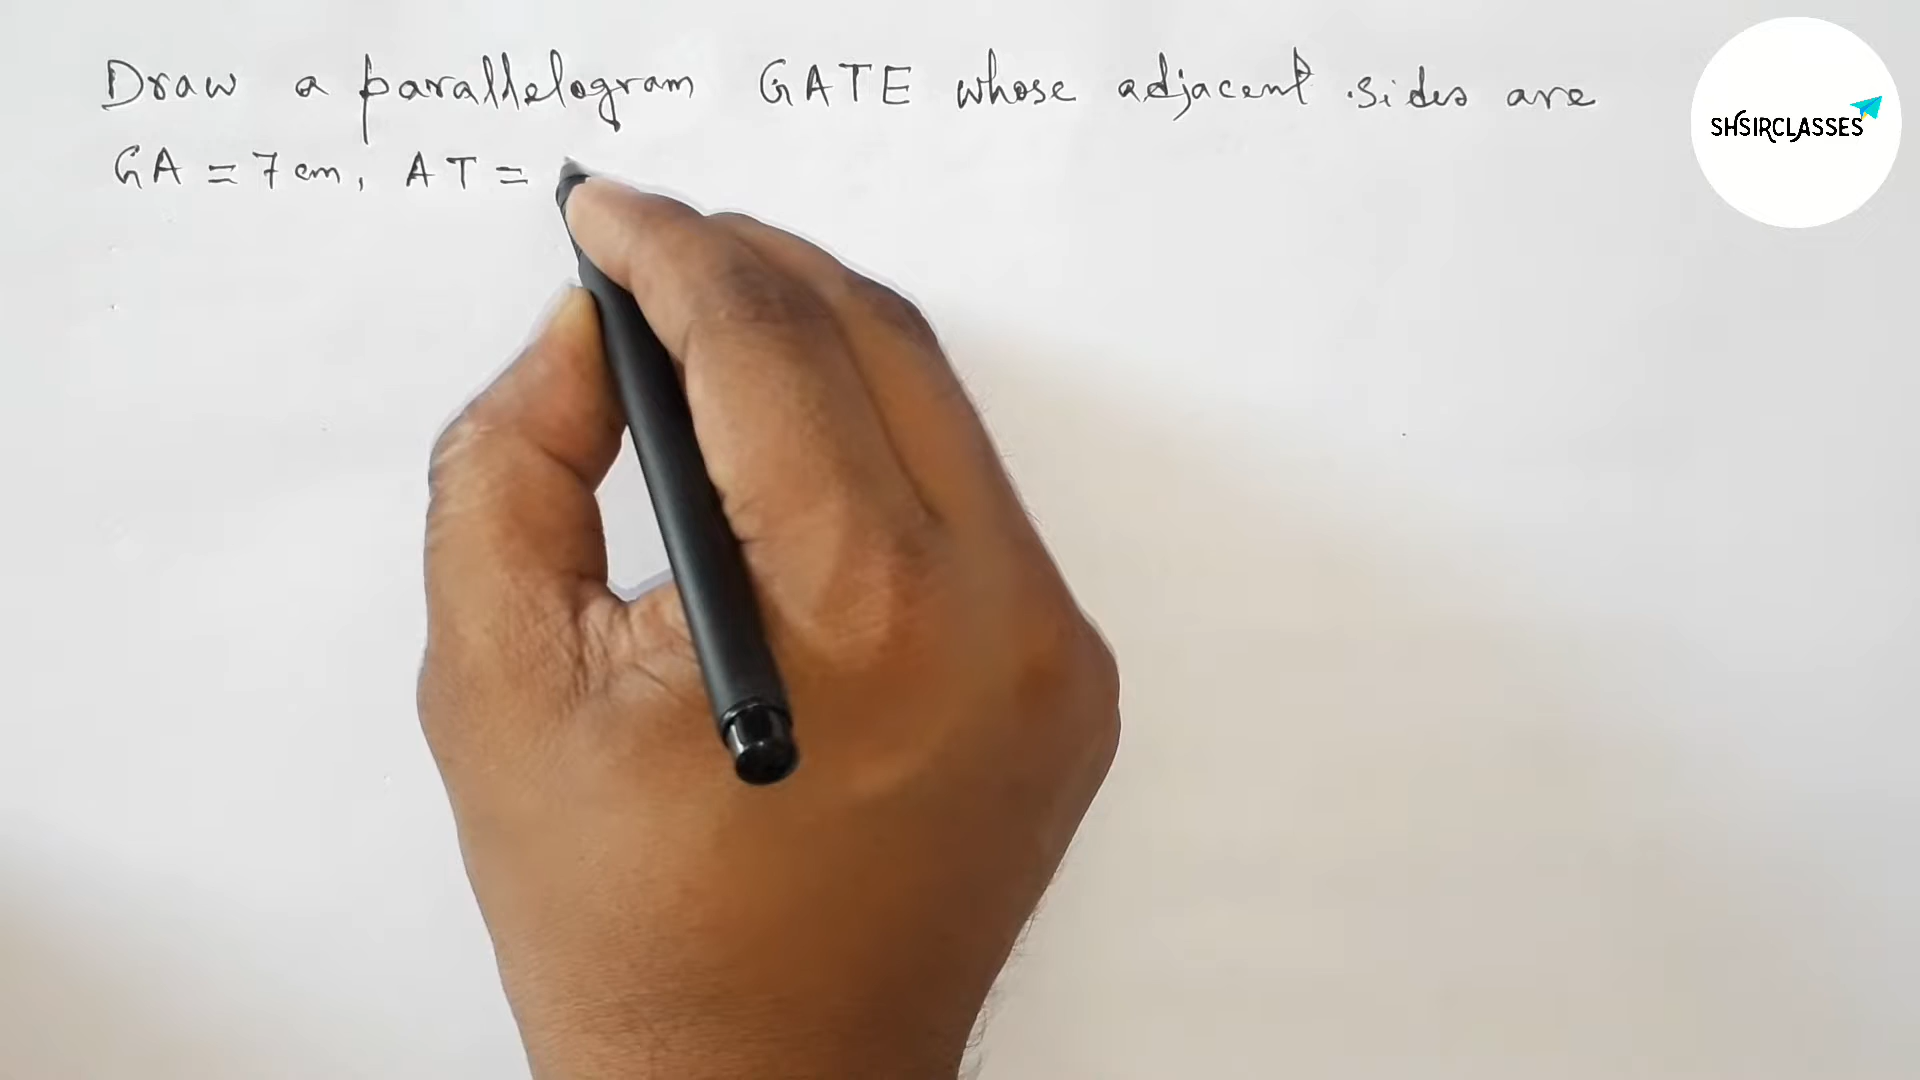 Draw a parallelogram GATE whose adjacent sides are
GA = 7 cm, AT =
SHSIRCLASSES